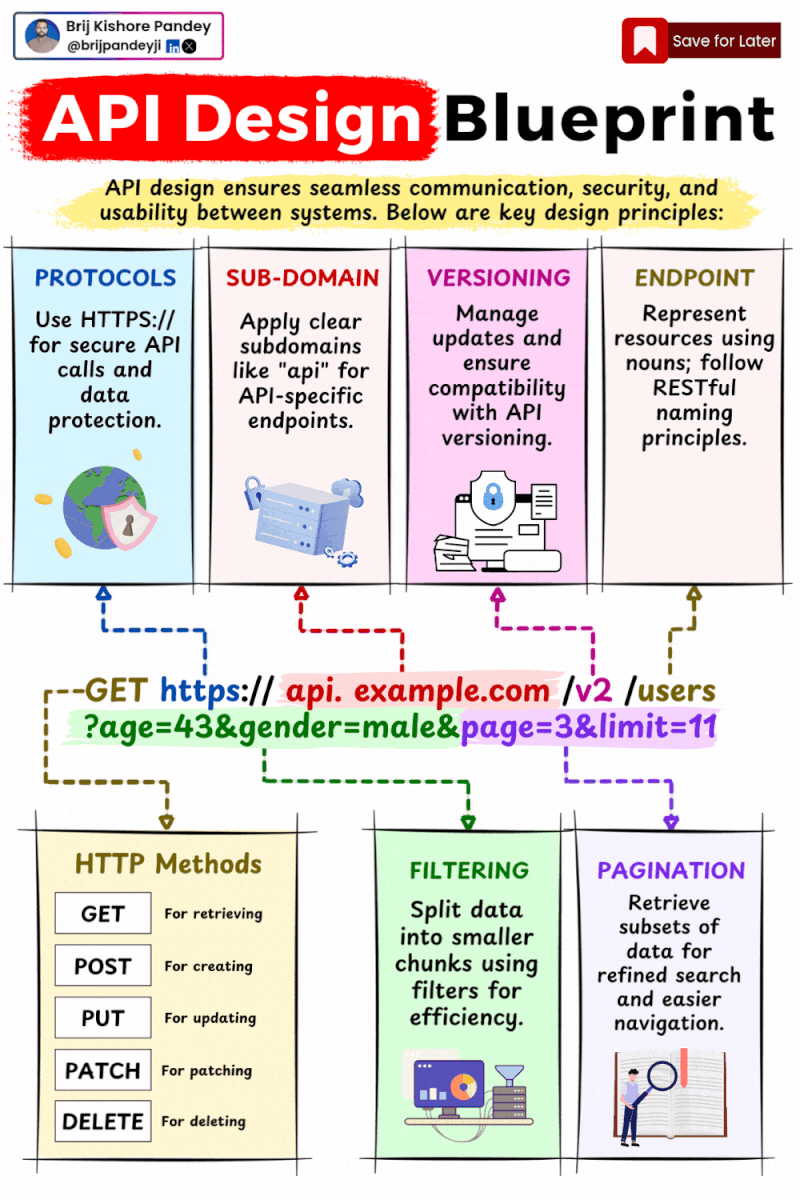 Brij Kishore Pandey
@brijpandeyji in X
Save for Later
API Design Blueprint
API design ensures seamless communication, security, and
usability between systems. Below are key design principles:
PROTOCOLS
Use HTTPS://
for secure API
calls and
data
protection.
SUB-DOMAIN
Apply clear
subdomains
like "api" for
API-specific
endpoints.
VERSIONING
Manage
updates and
ensure
compatibility
with API
versioning.
ENDPOINT
Represent
resources using
nouns; follow
RESTful
naming
principles.
GET https:// api. example.com /v2 /users
?age=43&gender=male&page=3&limit=11
HTTP Methods
GET For retrieving
POST For creating
PUT For updating
PATCH For patching
DELETE For deleting
FILTERING
Split data
into smaller
chunks using
filters for
efficiency.
PAGINATION
Retrieve
subsets of
data for
refined search
and easier
navigation.